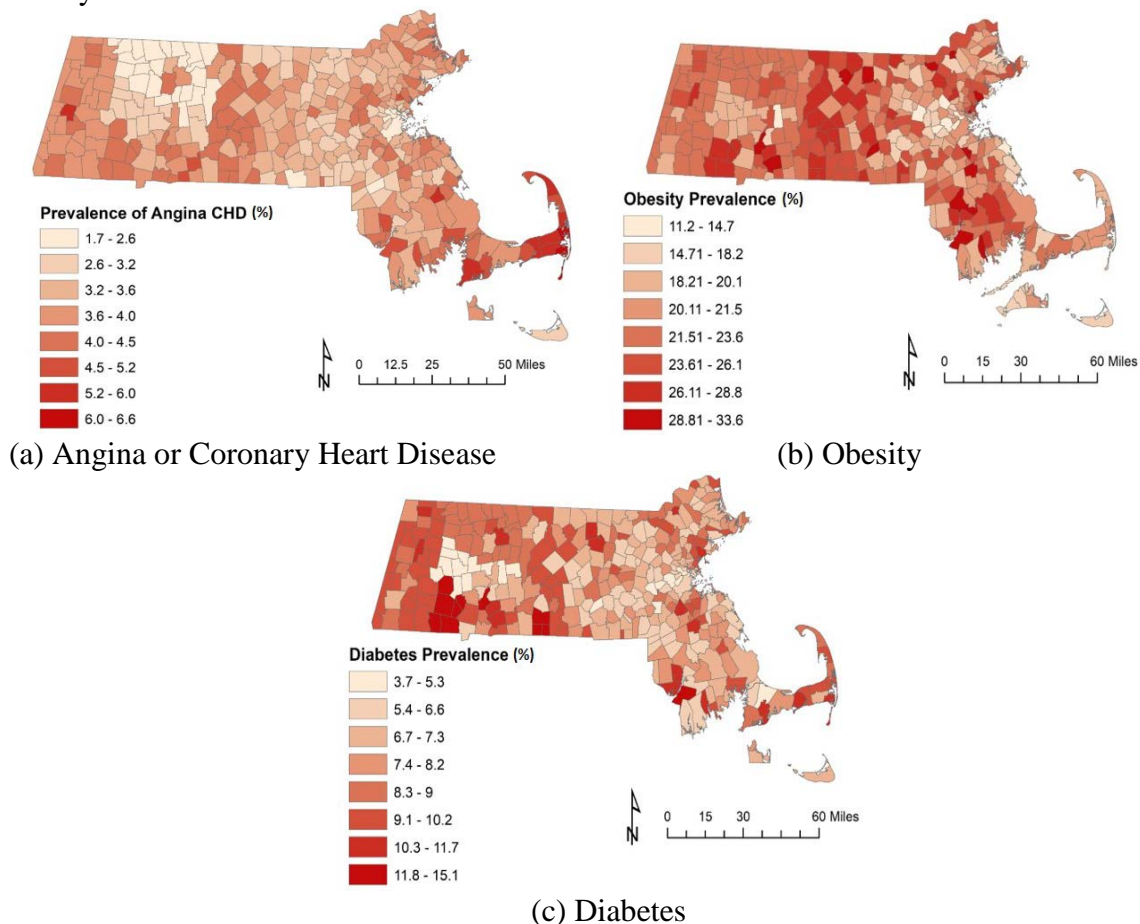 Prevalence of Angina CHD (%)
1.7 - 2.6
2.6 - 3.2
3.2 - 3.6
3.6 - 4.0
4.0 - 4.5
4.5 - 5.2
5.2 - 6.0
6.0 - 6.6
N
0 12.5 25 50 Miles
Obesity Prevalence (%)
11.2 - 14.7
14.71 - 18.2
18.21 - 20.1
20.11 - 21.5
21.51 - 23.6
23.61 - 26.1
26.11 - 28.8
28.81 - 33.6
N
0 15 30 60 Miles
(a) Angina or Coronary Heart Disease
(b) Obesity
Diabetes Prevalence (%)
3.7 - 5.3
5.4 - 6.6
6.7 - 7.3
7.4 - 8.2
8.3 - 9
9.1 - 10.2
10.3 - 11.7
11.8 - 15.1
N
0 15 30 60 Miles
(c) Diabetes